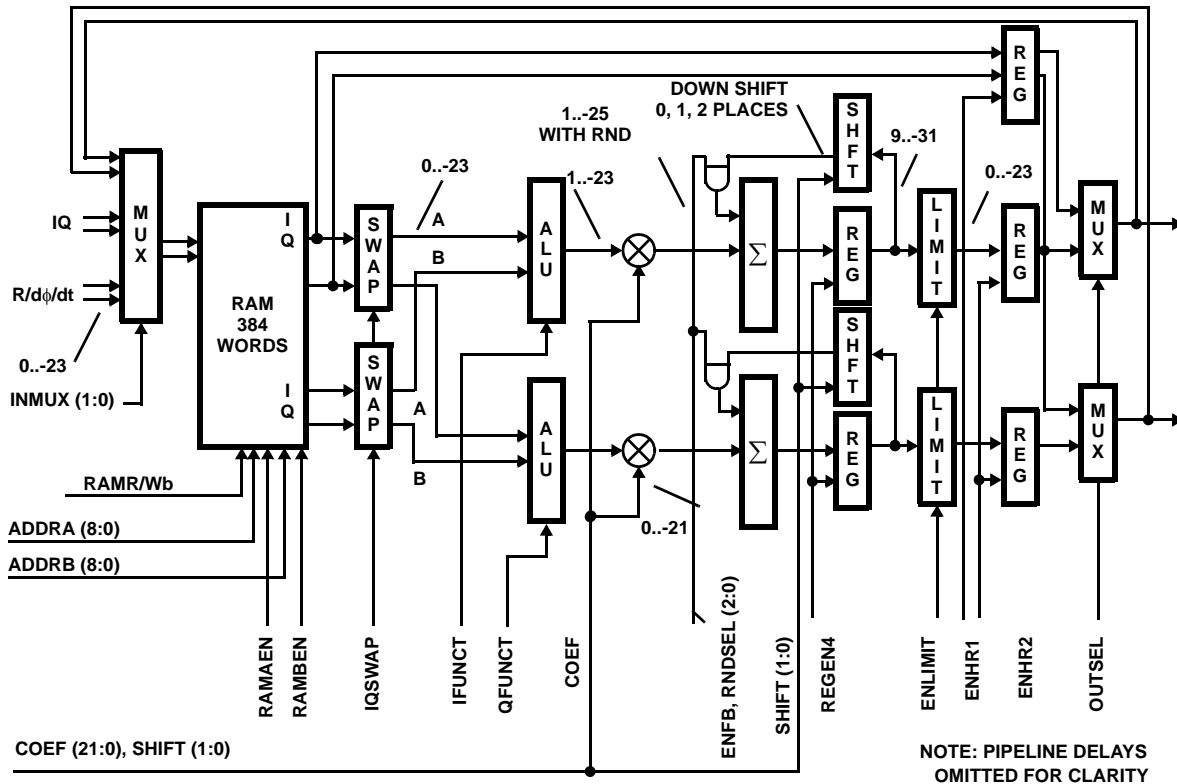 R
E
G
DOWN SHIFT
0, 1, 2 PLACES
S
H
F
T
1..-25
WITH RND
9..-31
0..-23
1..-23
0..-23
M
U
X
IQ
R/dϕ/dt
0..-23
INMUX (1:0)
I
Q
RAM
384
WORDS
I
Q
S
W
A
P
A
B
A
L
U
Σ
R
E
G
L
I
M
I
T
R
E
G
M
U
X
S
W
A
P
A
B
A
L
U
0..-21
S
H
F
T
Σ
R
E
G
L
I
M
I
T
R
E
G
M
U
X
RAMR/Wb
ADDRA (8:0)
ADDRB (8:0)
RAMAEN
RAMBEN
IQSWAP
IFUNCT
QFUNCT
COEF
ENFB, RNDSEL (2:0)
SHIFT (1:0)
REGEN4
ENLIMIT
ENHR1
ENHR2
OUTSEL
COEF (21:0), SHIFT (1:0)
NOTE: PIPELINE DELAYS
OMITTED FOR CLARITY